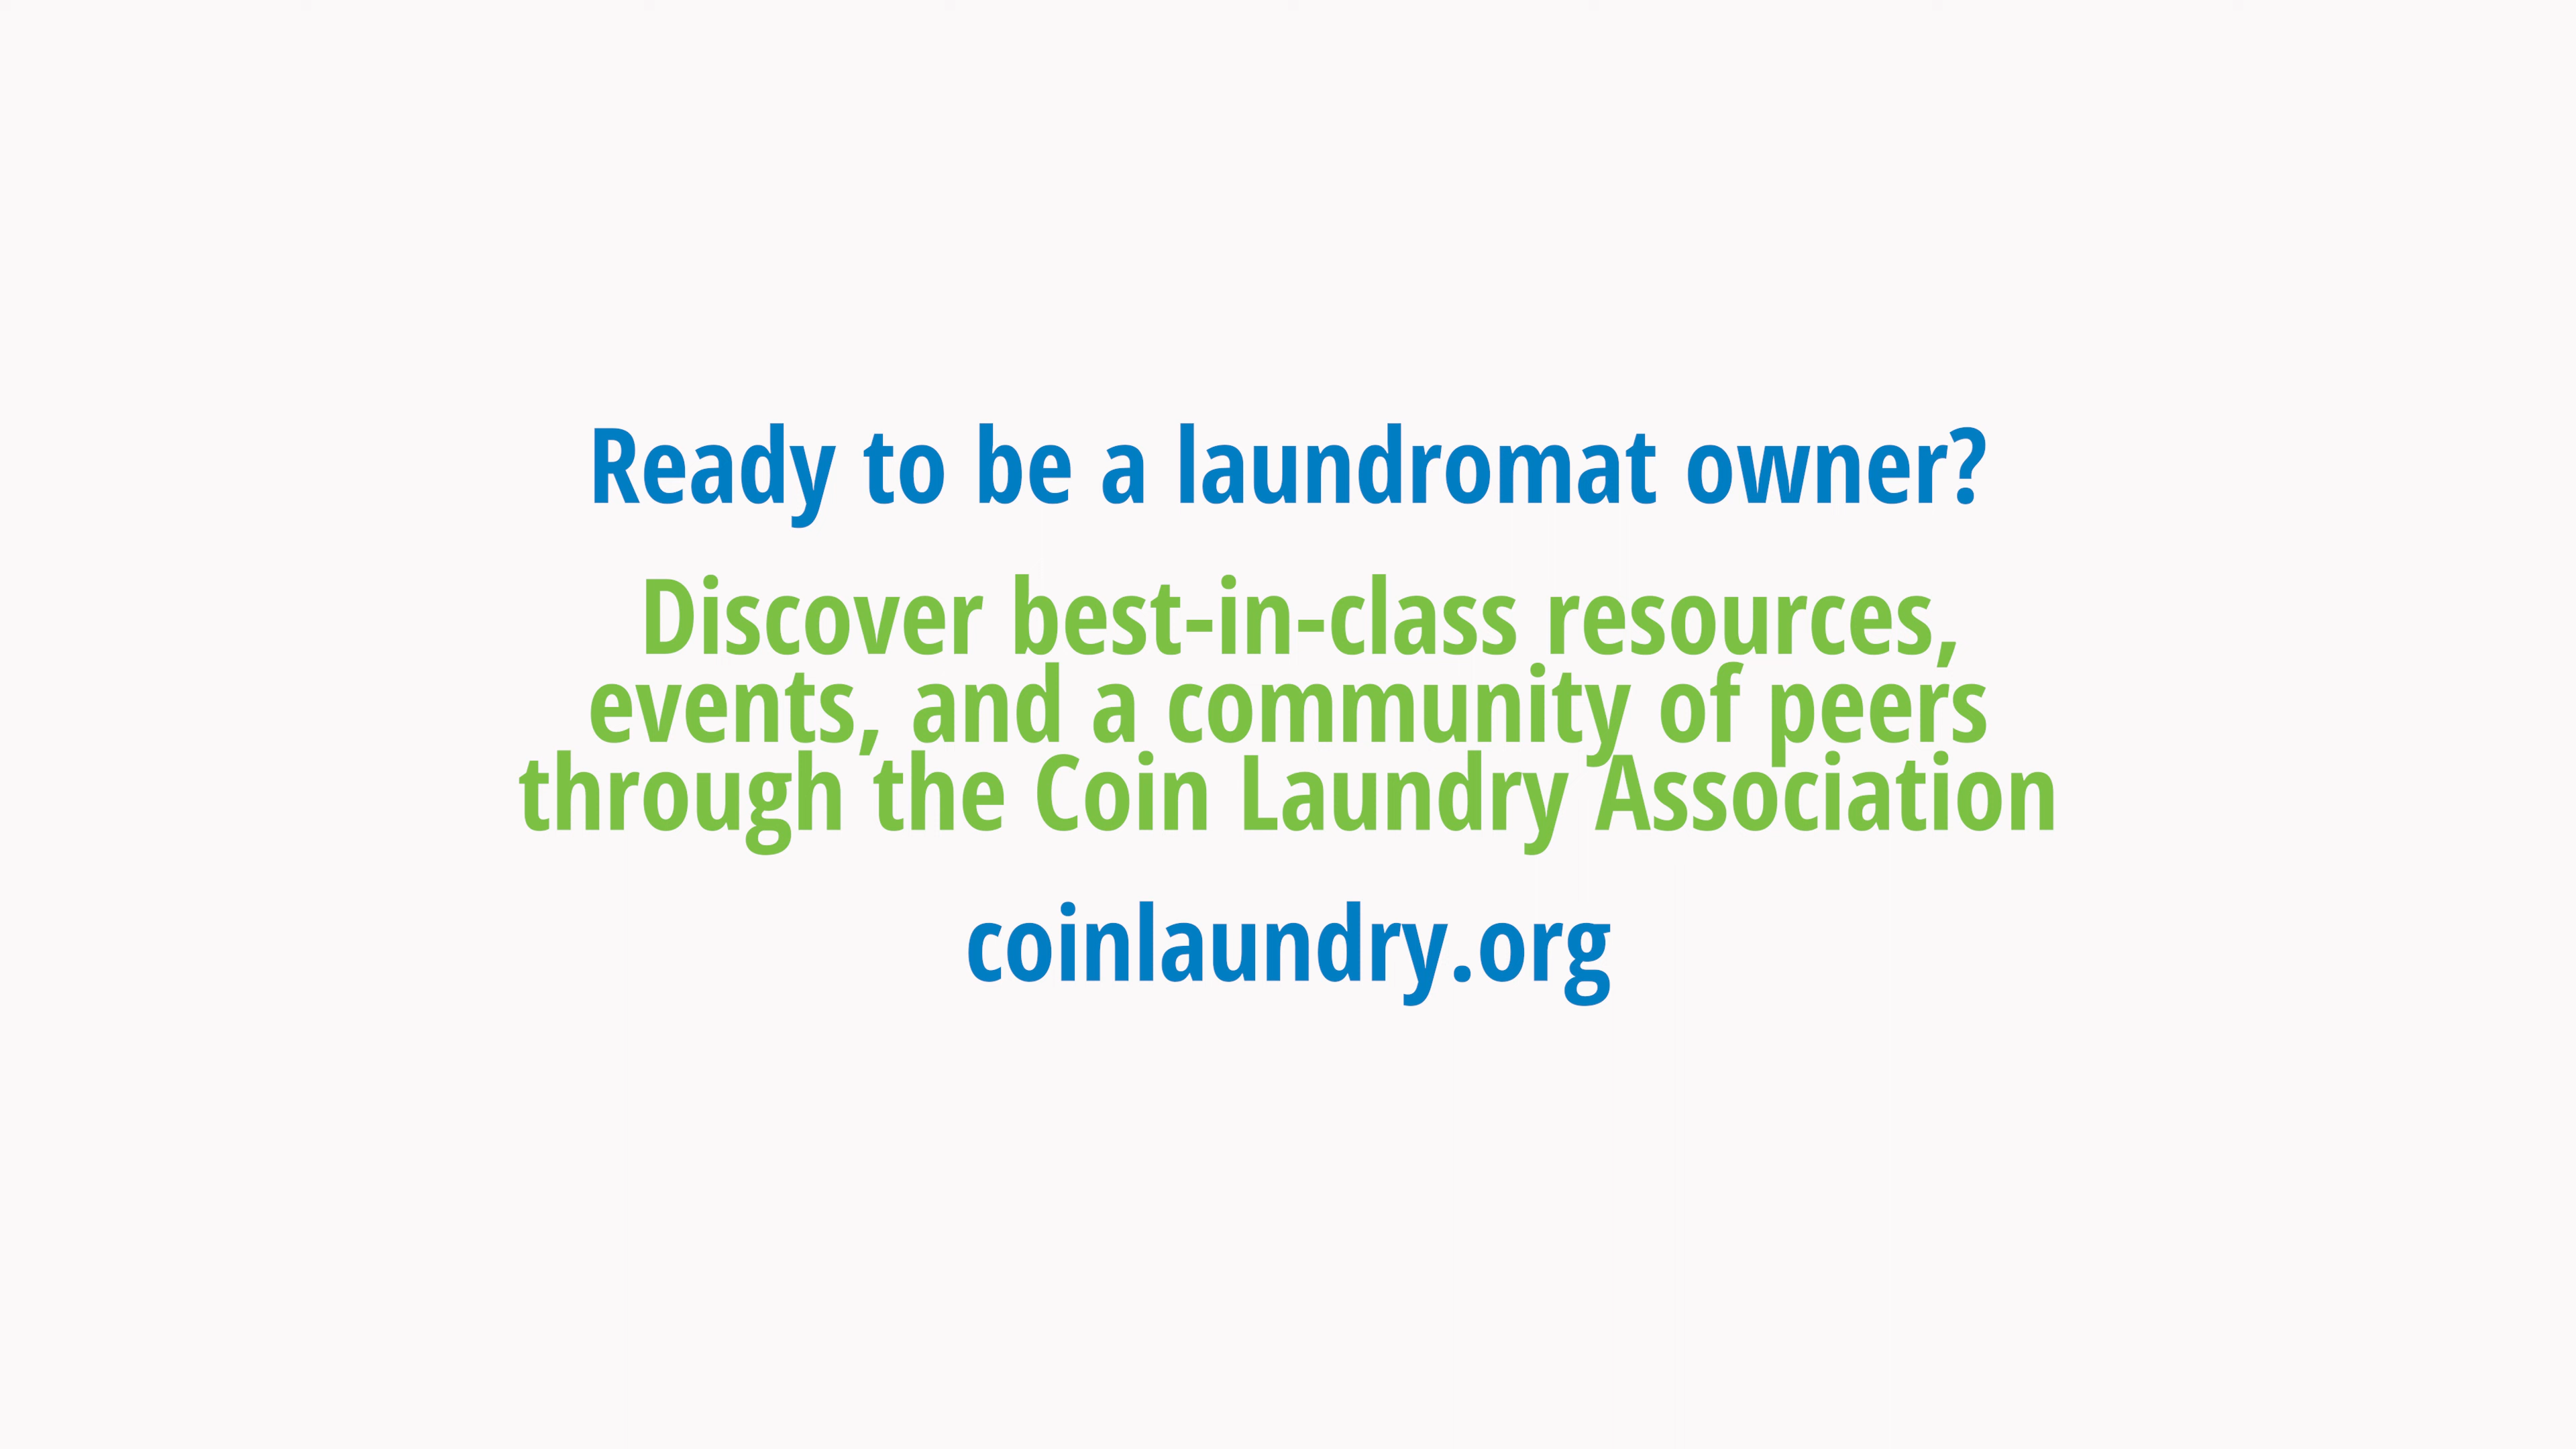 Ready to be a laundromat owner?
Discover best-in-class resources,
events, and a community of peers
through the Coin Laundry Association
coinlaundry.org